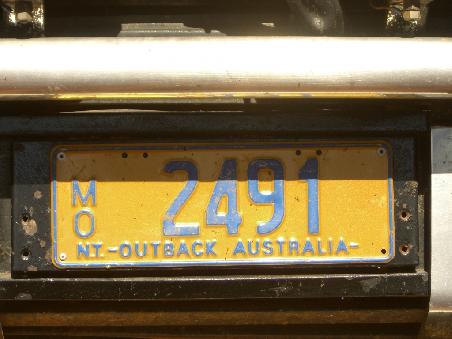 MO 2491
NT.-OUTBACK AUSTRALIA-